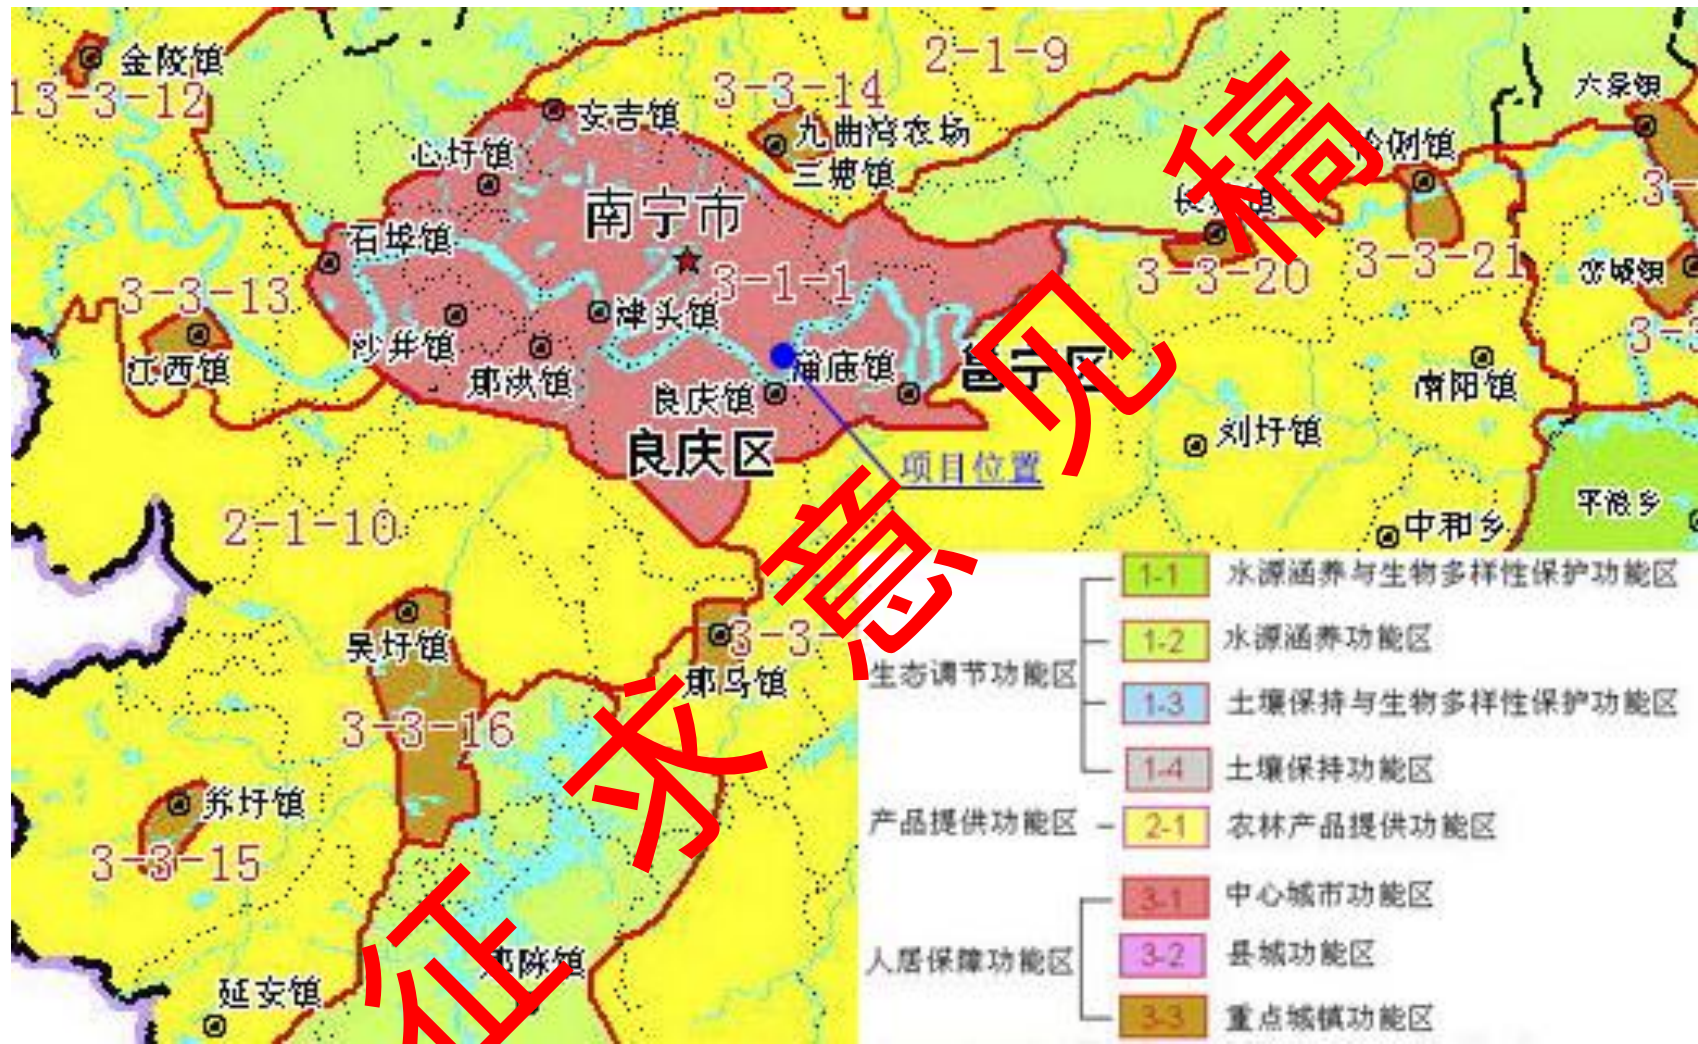 金陵镇
13-3-12
2-1-9
3-3-14
安吉镇
九曲湾农场
三塘镇
心圩镇
六景镇
南宁市
石埠镇
3-1-1
3-3-13
3-3-20
3-3-21
3-
津头镇
沙井镇
江西镇
那洪镇
良庆镇
蒲庙镇
邕宁区
南阳镇
良庆区
刘圩镇
项目位置
中和乡
2-1-10
吴圩镇
3-3-
那马镇
3-3-16
苏圩镇
3-3-15
那陈镇
延安镇
征求意见稿
生态调节功能区
1-1 水源涵养与生物多样性保护功能区
1-2 水源涵养功能区
1-3 土壤保持与生物多样性保护功能区
1-4 土壤保持功能区
产品提供功能区
2-1 农林产品提供功能区
人居保障功能区
3-1 中心城市功能区
3-2 县城功能区
3-3 重点城镇功能区